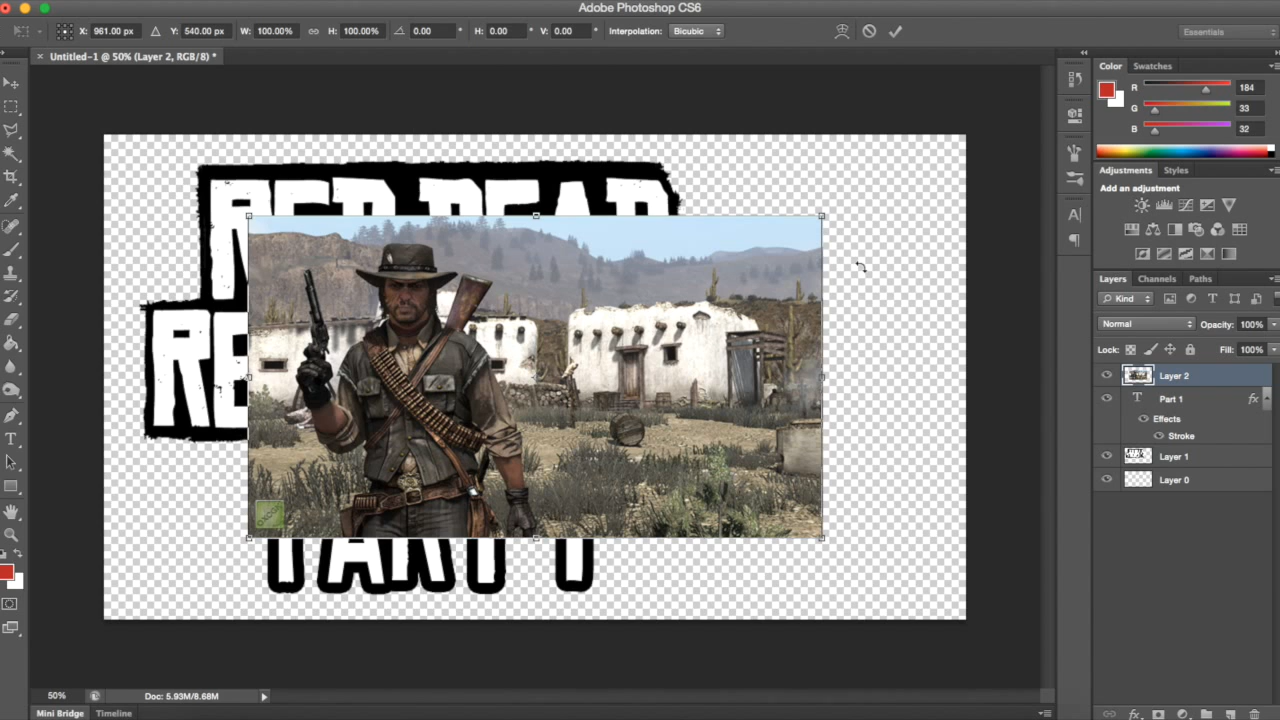 Adobe Photoshop CS6
X: 961.00 px Y: 540.00 px W: 100.00% H: 100.00% 0.00 ° H: 0.00 ° V: 0.00 ° Interpolation: Bicubic Essentials
× Untitled-1 @ 50% (Layer 2, RGB/8) *
Color Swatches
R 184
G 33
B 32
Adjustments Styles
Add an adjustment
RED DEAD
RE
PART 1
Layers Channels Paths
Kind
Normal Opacity: 100%
Lock: Fill: 100%
Layer 2
Part 1 fx
Effects
Stroke
Layer 1
Layer 0
50% Doc: 5.93M/8.68M
Mini Bridge Timeline